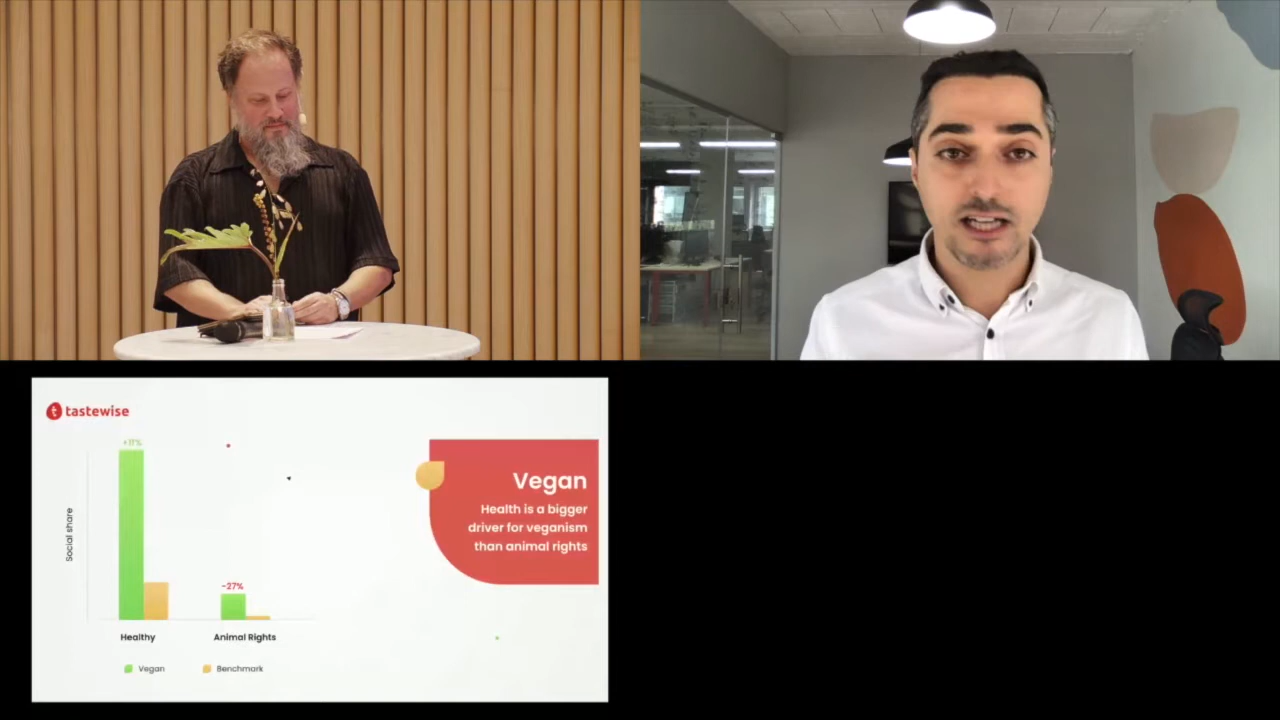 tastewise
+11%
Social share
-27%
Healthy
Animal Rights
Vegan
Benchmark
Vegan
Health is a bigger
driver for veganism
than animal rights